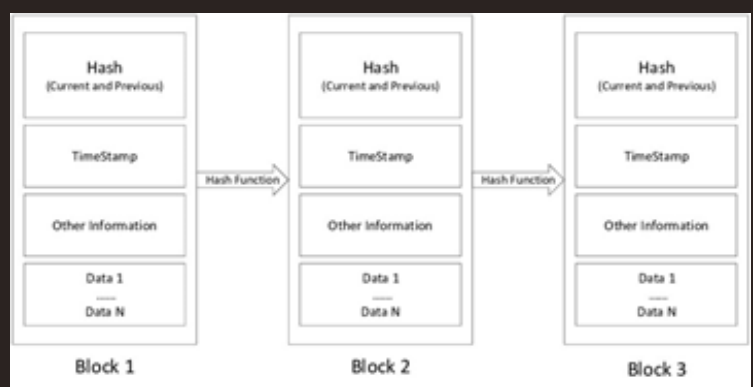 Hash
(Current and Previous)
TimeStamp
Other Information
Data 1
......
Data N
Block 1
Hash Function
Hash
(Current and Previous)
TimeStamp
Other Information
Data 1
......
Data N
Block 2
Hash Function
Hash
(Current and Previous)
TimeStamp
Other Information
Data 1
......
Data N
Block 3